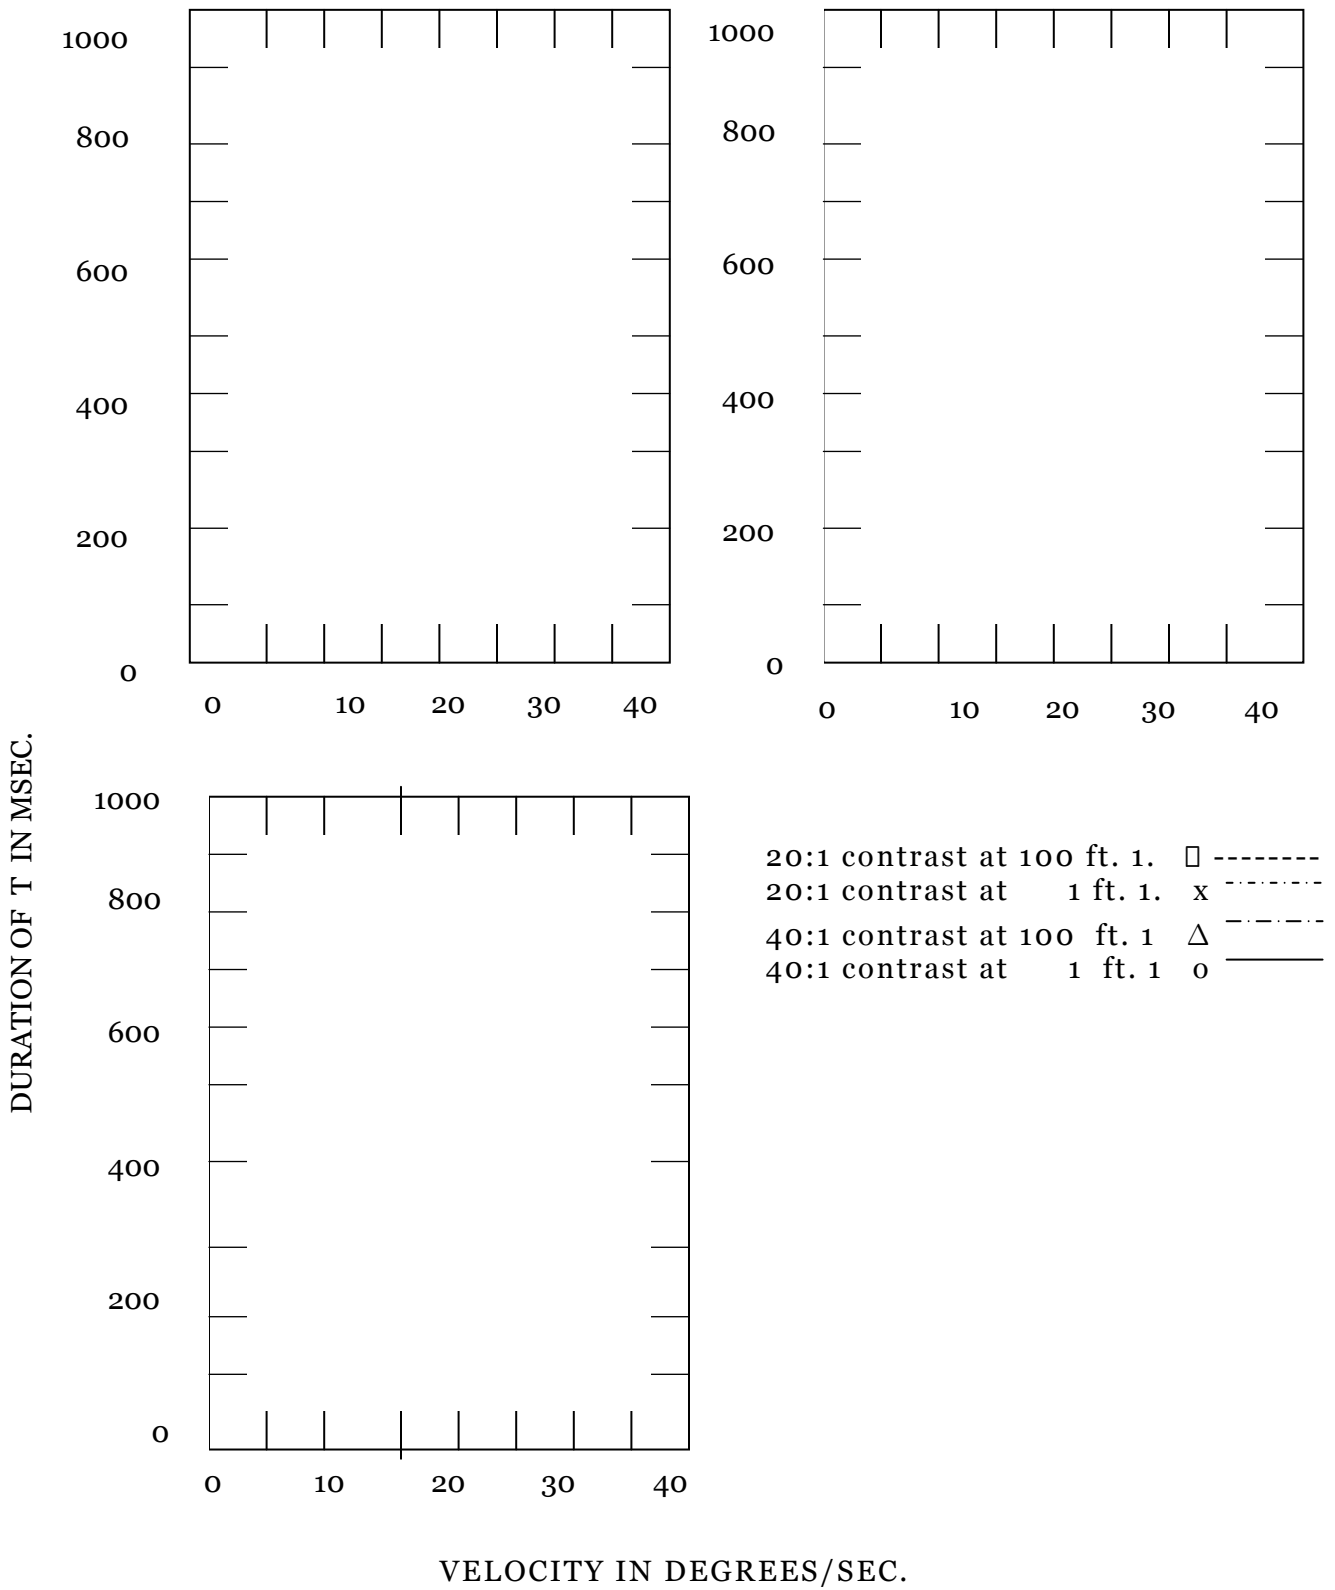 1000
800
600
400
200
0
0 10 20 30 40
1000
800
600
400
200
0
0 10 20 30 40
DURATION OF T IN MSEC.
1000
800
600
400
200
0
0 10 20 30 40
20:1 contrast at 100 ft. 1. ▯
20:1 contrast at 1 ft. 1. x
40:1 contrast at 100 ft. 1 Δ
40:1 contrast at 1 ft. 1 o
VELOCITY IN DEGREES/SEC.